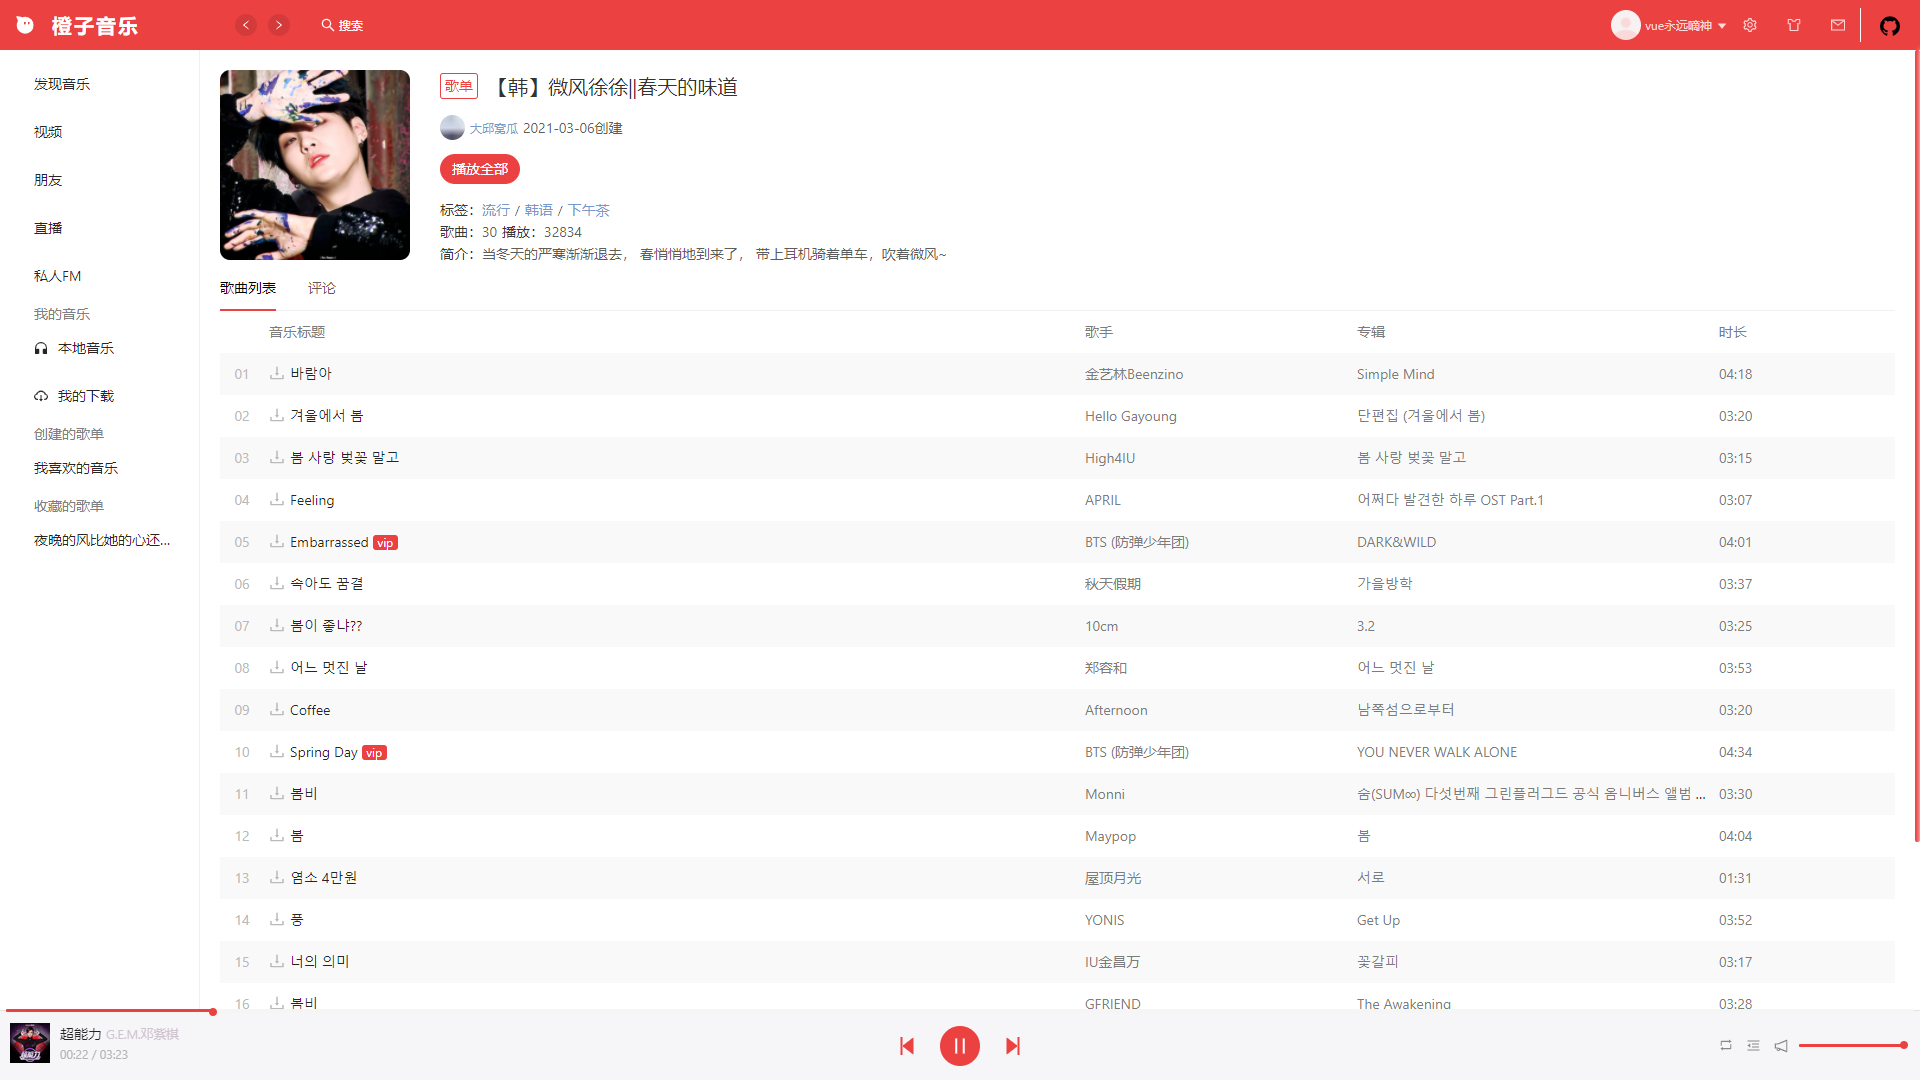 橙子音乐
搜索
vue永远嘀神
发现音乐
视频
朋友
直播
私人FM
我的音乐
本地音乐
我的下载
创建的歌单
我喜欢的音乐
收藏的歌单
夜晚的风比她的心还...
歌单 【韩】微风徐徐||春天的味道
大邱窝瓜 2021-03-06创建
播放全部
标签：流行 / 韩语 / 下午茶
歌曲：30 播放：32834
简介：当冬天的严寒渐渐退去， 春悄悄地到来了， 带上耳机骑着单车，吹着微风~
歌曲列表 评论
音乐标题 歌手 专辑 时长
01 바람아 金艺林Beenzino Simple Mind 04:18
02 겨울에서 봄 Hello Gayoung 단편집 (겨울에서 봄) 03:20
03 봄 사랑 벚꽃 말고 High4IU 봄 사랑 벚꽃 말고 03:15
04 Feeling APRIL 어쩌다 발견한 하루 OST Part.1 03:07
05 Embarrassed vip BTS (防弹少年团) DARK&WILD 04:01
06 속아도 꿈결 秋天假期 가을방학 03:37
07 봄이 좋냐?? 10cm 3.2 03:25
08 어느 멋진 날 郑容和 어느 멋진 날 03:53
09 Coffee Afternoon 남쪽섬으로부터 03:20
10 Spring Day vip BTS (防弹少年团) YOU NEVER WALK ALONE 04:34
11 봄비 Monni 숨(SUM∞) 다섯번째 그린플러그드 공식 옴니버스 앨범 ... 03:30
12 봄 Maypop 봄 04:04
13 염소 4만원 屋顶月光 서로 01:31
14 풍 YONIS Get Up 03:52
15 너의 의미 IU金昌万 꽃갈피 03:17
16 봄비 GFRIEND The Awakening 03:28
超能力 G.E.M.邓紫棋
00:22 / 03:23